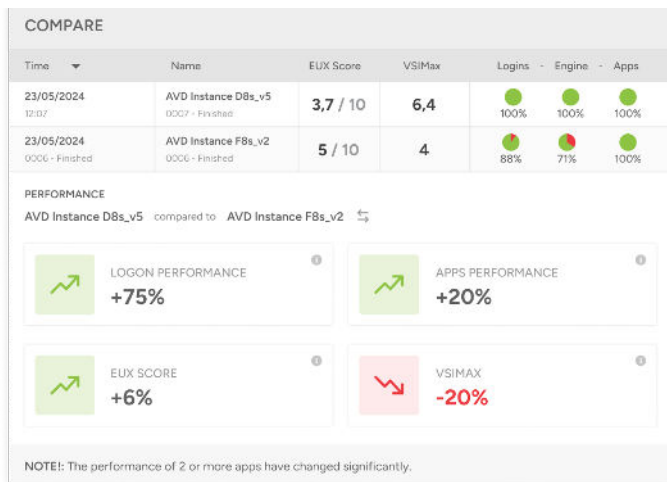 COMPARE
Time Name EUX Score VSIMax Logins - Engine - Apps
23/05/2024 AVD Instance D8s_v5 3,7 / 10 6,4 100% 100% 100%
12:07 0007 - Finished
23/05/2024 AVD Instance F8s_v2 5 / 10 4 88% 71% 100%
0006 - Finished 0006 - Finished
PERFORMANCE
AVD Instance D8s_v5 compared to AVD Instance F8s_v2
LOGON PERFORMANCE
+75%
APPS PERFORMANCE
+20%
EUX SCORE
+6%
VSIMAX
-20%
NOTE!: The performance of 2 or more apps have changed significantly.